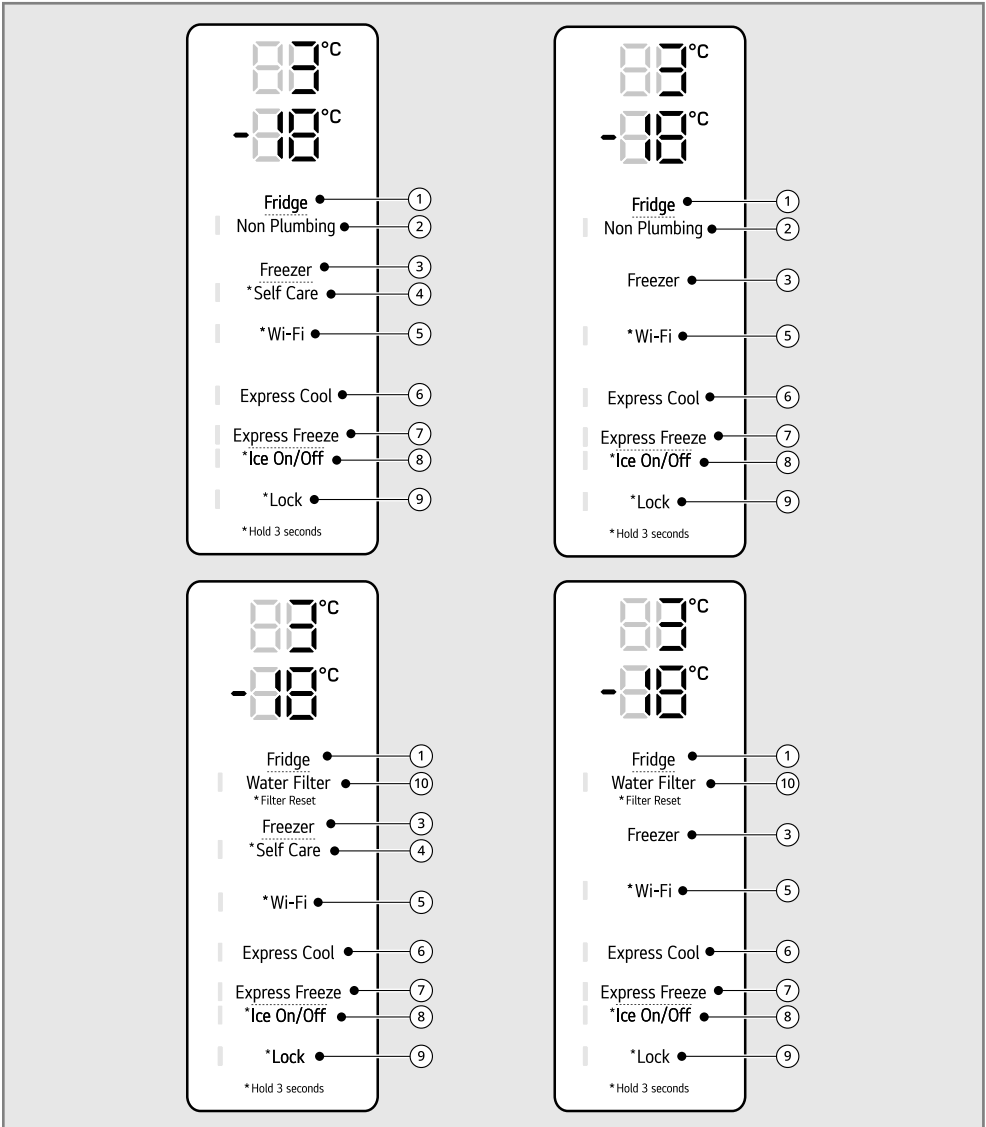 3 °C
-18 °C
Fridge 1
Non Plumbing 2
Freezer 3
*Self Care 4
*Wi-Fi 5
Express Cool 6
Express Freeze 7
*Ice On/Off 8
*Lock 9
*Hold 3 seconds
3 °C
-18 °C
Fridge 1
Non Plumbing 2
Freezer 3
*Wi-Fi 5
Express Cool 6
Express Freeze 7
*Ice On/Off 8
*Lock 9
*Hold 3 seconds
3 °C
-18 °C
Fridge 1
Water Filter 10
*Filter Reset
Freezer 3
*Self Care 4
*Wi-Fi 5
Express Cool 6
Express Freeze 7
*Ice On/Off 8
*Lock 9
*Hold 3 seconds
3 °C
-18 °C
Fridge 1
Water Filter 10
*Filter Reset
Freezer 3
*Wi-Fi 5
Express Cool 6
Express Freeze 7
*Ice On/Off 8
*Lock 9
*Hold 3 seconds